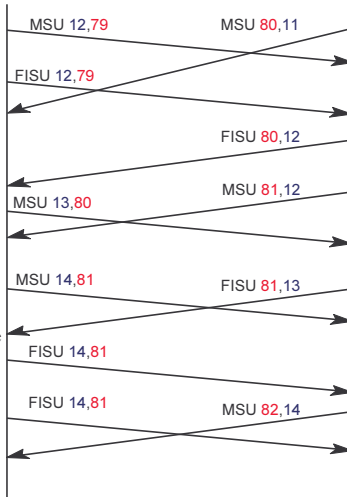 MSU 12,79 MSU 80,11
FISU 12,79
FISU 80,12
MSU 81,12
MSU 13,80
MSU 14,81 FISU 81,13
FISU 14,81
FISU 14,81 MSU 82,14